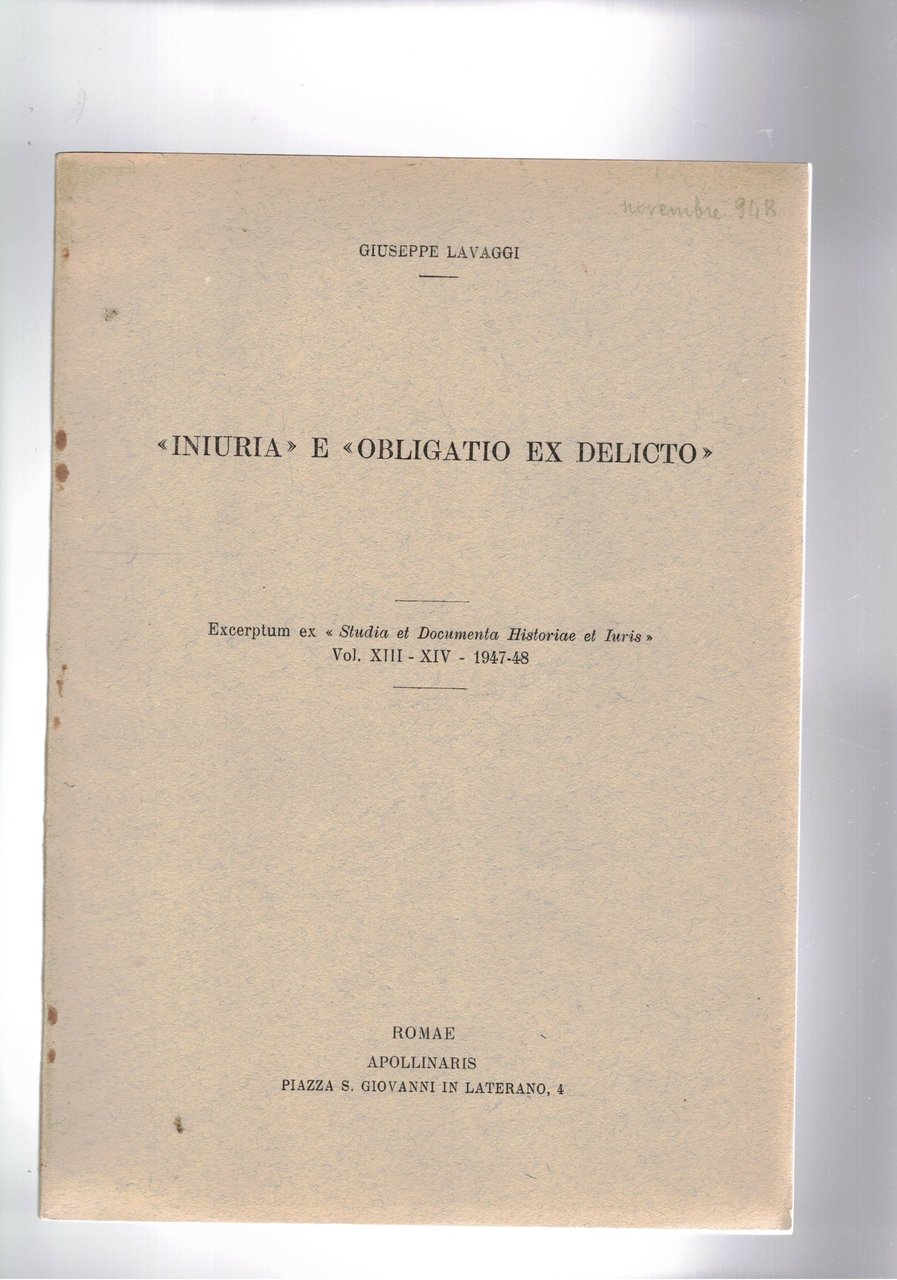 novembre 948
GIUSEPPE LAVAGGI
«INIURIA» E «OBLIGATIO EX DELICTO»
Excerptum ex « Studia et Documenta Historiae et Iuris »
Vol. XIII - XIV - 1947-48
ROMAE
APOLLINARIS
PIAZZA S. GIOVANNI IN LATERANO, 4